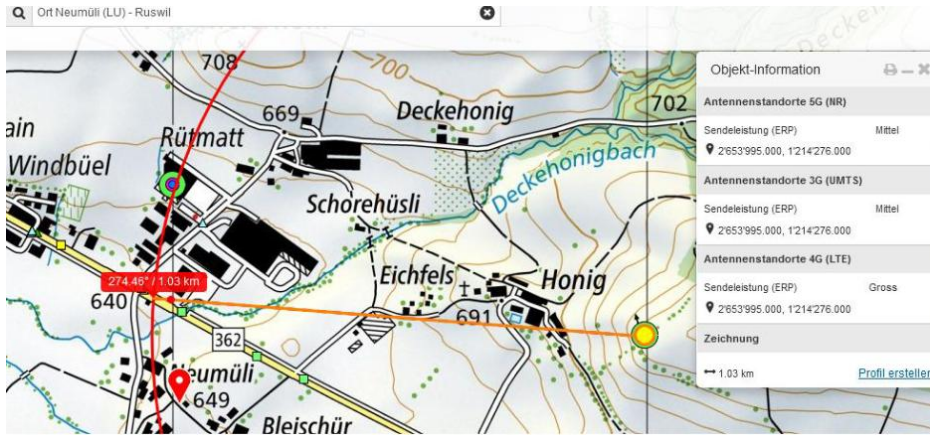 Ort Neumüli (LU) - Ruswil
708
700
669
Deckehonig
702
ain
Rütmatt
Windbüel
Deckehonigbach
Schorehüsli
274.46° / 1.03 km
Eichfels
Honig
640
691
362
Neumüli
649
Bleischür
Objekt-Information
Antennenstandorte 5G (NR)
Sendeleistung (ERP) Mittel
2'653'995.000, 1'214'276.000
Antennenstandorte 3G (UMTS)
Sendeleistung (ERP) Mittel
2'653'995.000, 1'214'276.000
Antennenstandorte 4G (LTE)
Sendeleistung (ERP) Gross
2'653'995.000, 1'214'276.000
Zeichnung
1.03 km Profil ersteller